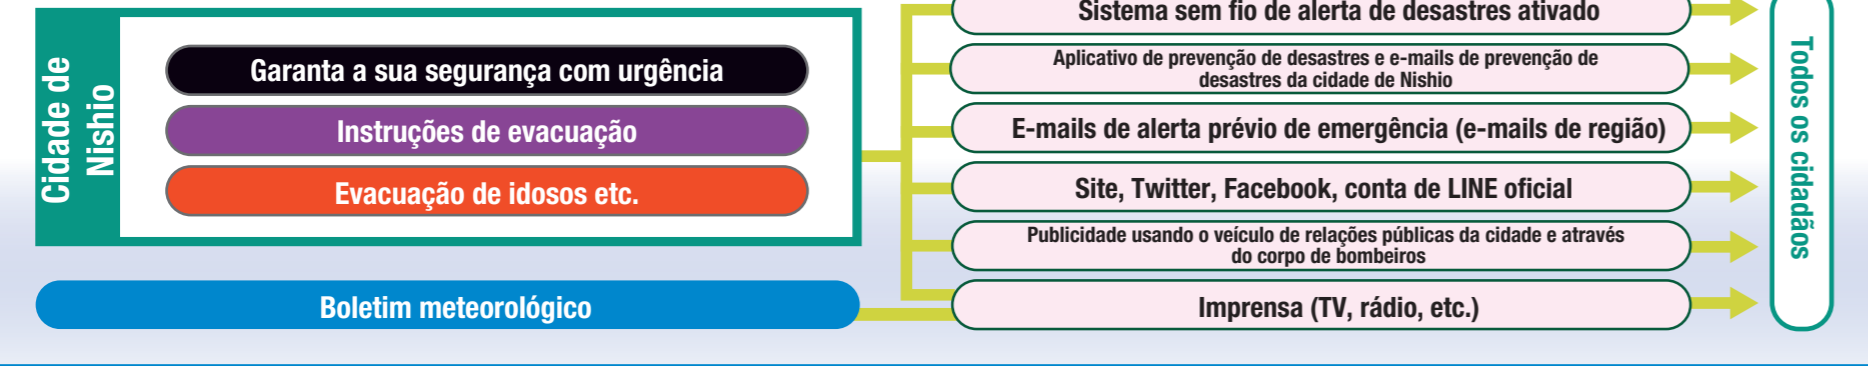 Cidade de
Nishio
Garanta a sua segurança com urgência
Instruções de evacuação
Evacuação de idosos etc.
Boletim meteorológico
Sistema sem fio de alerta de desastres ativado
Aplicativo de prevenção de desastres e e-mails de prevenção de
desastres da cidade de Nishio
E-mails de alerta prévio de emergência (e-mails de região)
Site, Twitter, Facebook, conta de LINE oficial
Publicidade usando o veículo de relações públicas da cidade e através
do corpo de bombeiros
Imprensa (TV, rádio, etc.)
Todos os cidadãos